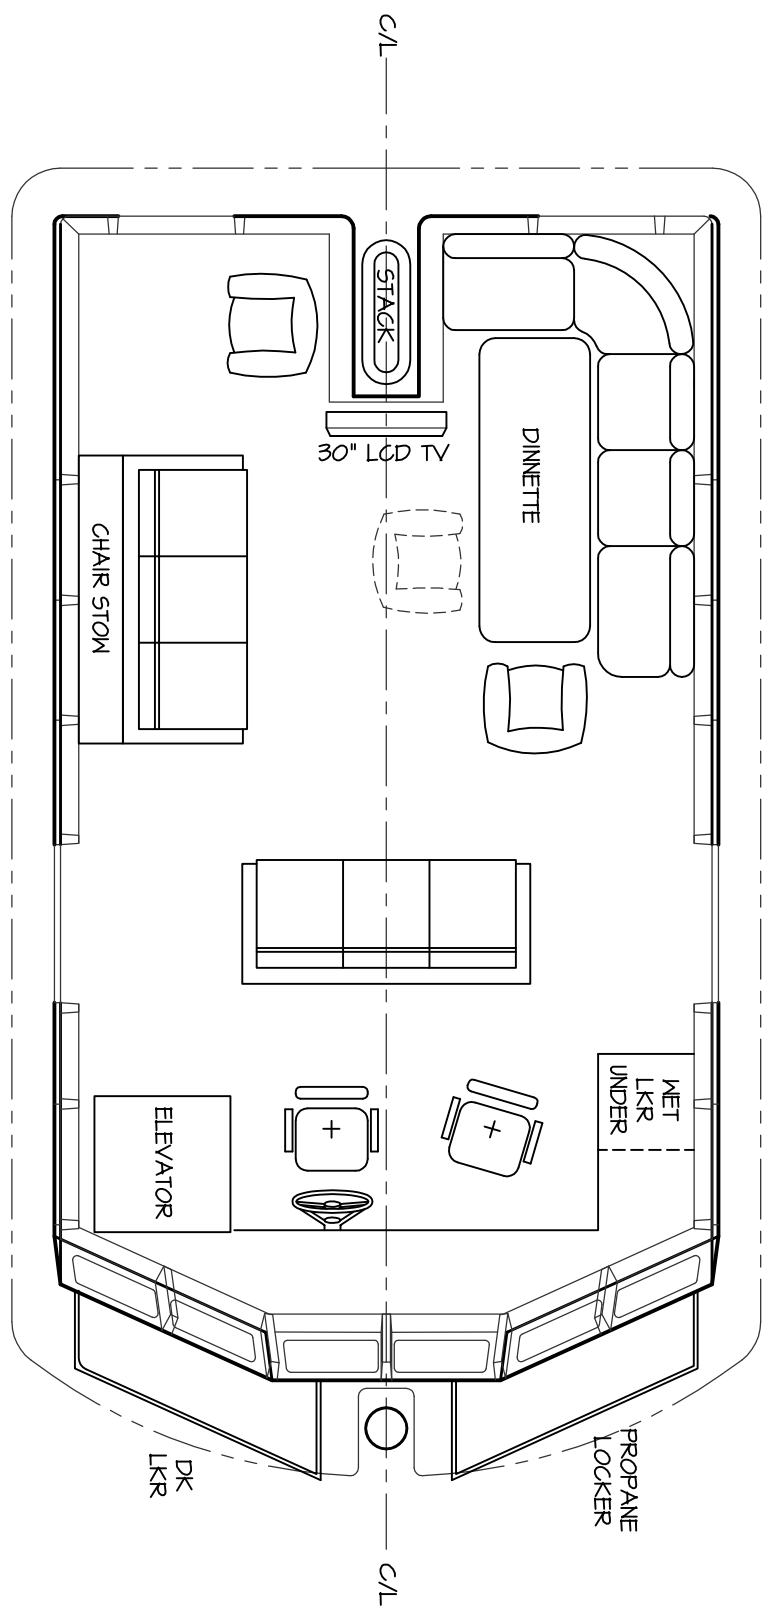 C/L
STACK
30" LCD TV
DINNETTE
CHAIR STOW
WET
LKR
UNDER
ELEVATOR
PROPANE
LOCKER
DK
LKR
C/L